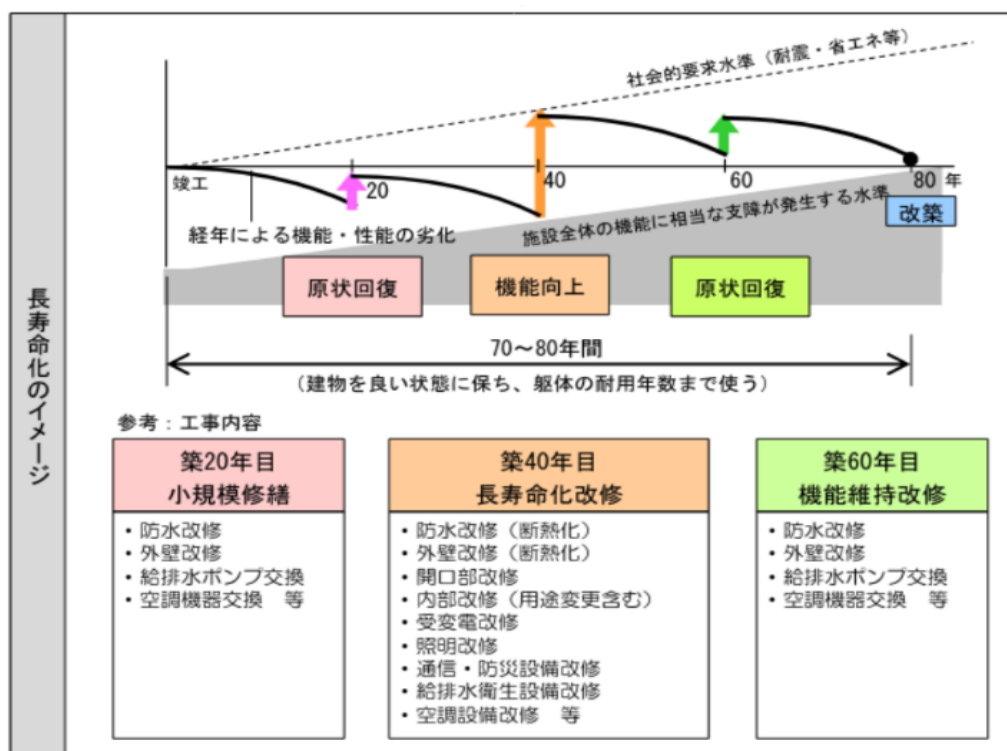 長寿命化のイメージ
社会的要求水準（耐震・省エネ等）
竣工
20
40
60
80 年
経年による機能・性能の劣化
施設全体の機能に相当な支障が発生する水準
改築
原状回復
機能向上
原状回復
70～80年間
（建物を良い状態に保ち、躯体の耐用年数まで使う）
参考：工事内容
築20年目
小規模修繕
・防水改修
・外壁改修
・給排水ポンプ交換
・空調機器交換　等
築40年目
長寿命化改修
・防水改修（断熱化）
・外壁改修（断熱化）
・開口部改修
・内部改修（用途変更含む）
・受変電改修
・照明改修
・通信・防災設備改修
・給排水衛生設備改修
・空調設備改修　等
築60年目
機能維持改修
・防水改修
・外壁改修
・給排水ポンプ交換
・空調機器交換　等